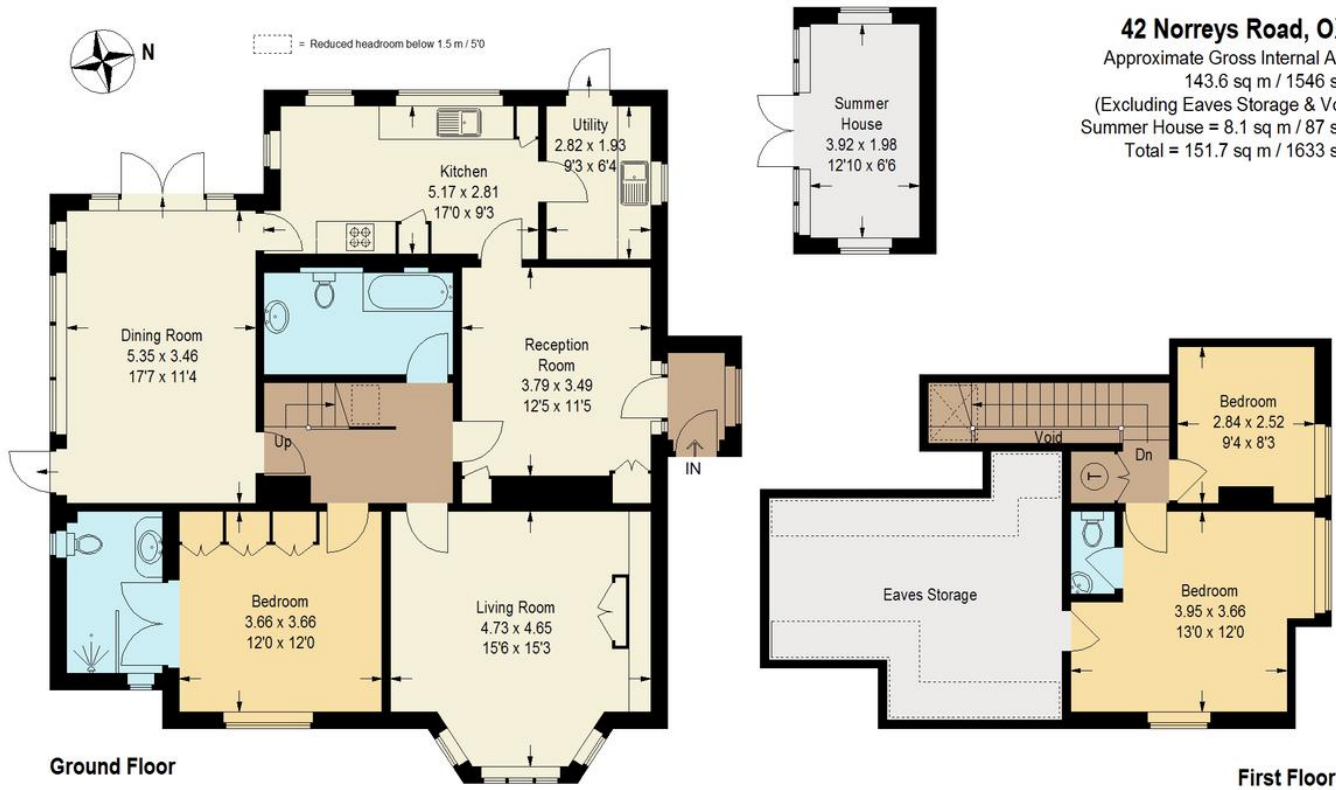 N
= Reduced headroom below 1.5 m / 5'0
42 Norreys Road,
Approximate Gross Internal
143.6 sq m / 1546
(Excluding Eaves Storage &
Summer House = 8.1 sq m / 87
Total = 151.7 sq m / 1633
Summer
House
3.92 x 1.98
12'10 x 6'6
Utility
2.82 x 1.93
9'3 x 6'4
Kitchen
5.17 x 2.81
17'0 x 9'3
Dining Room
5.35 x 3.46
17'7 x 11'4
Reception
Room
3.79 x 3.49
12'5 x 11'5
Up
IN
Bedroom
3.66 x 3.66
12'0 x 12'0
Living Room
4.73 x 4.65
15'6 x 15'3
Ground Floor
Bedroom
2.84 x 2.52
9'4 x 8'3
Void
Dn
T
Eaves Storage
Bedroom
3.95 x 3.66
13'0 x 12'0
First Floor